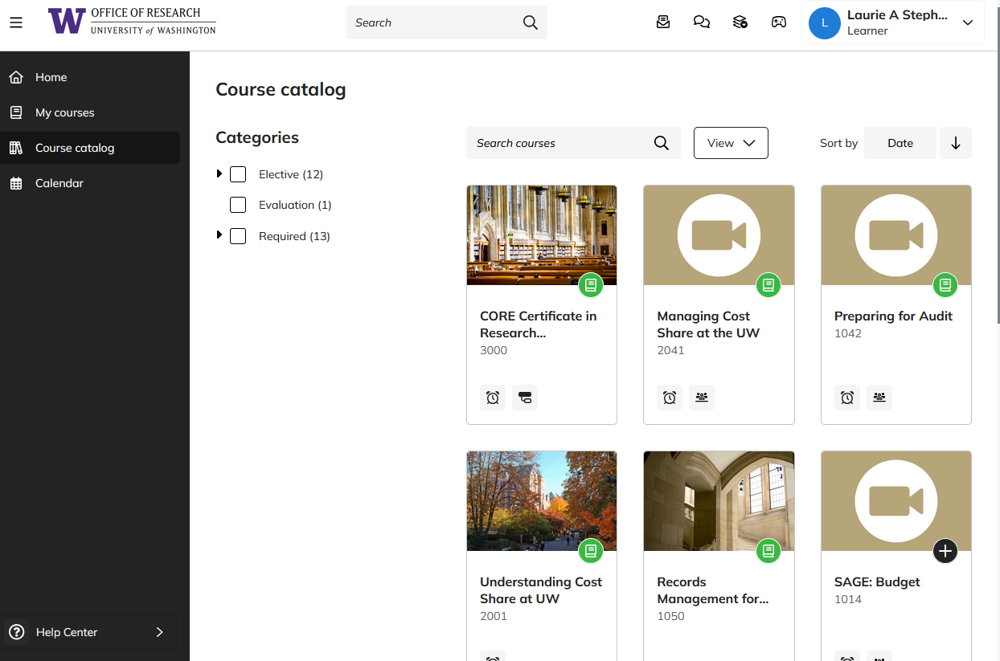 W OFFICE OF RESEARCH
UNIVERSITY of WASHINGTON
Search
L
Laurie A Steph...
Learner
Home
My courses
Course catalog
Calendar
Help Center
Course catalog
Categories
Elective (12)
Evaluation (1)
Required (13)
Search courses
View
Sort by
Date
CORE Certificate in
Research...
3000
Managing Cost
Share at the UW
2041
Preparing for Audit
1042
Understanding Cost
Share at UW
2001
Records
Management for...
1050
SAGE: Budget
1014